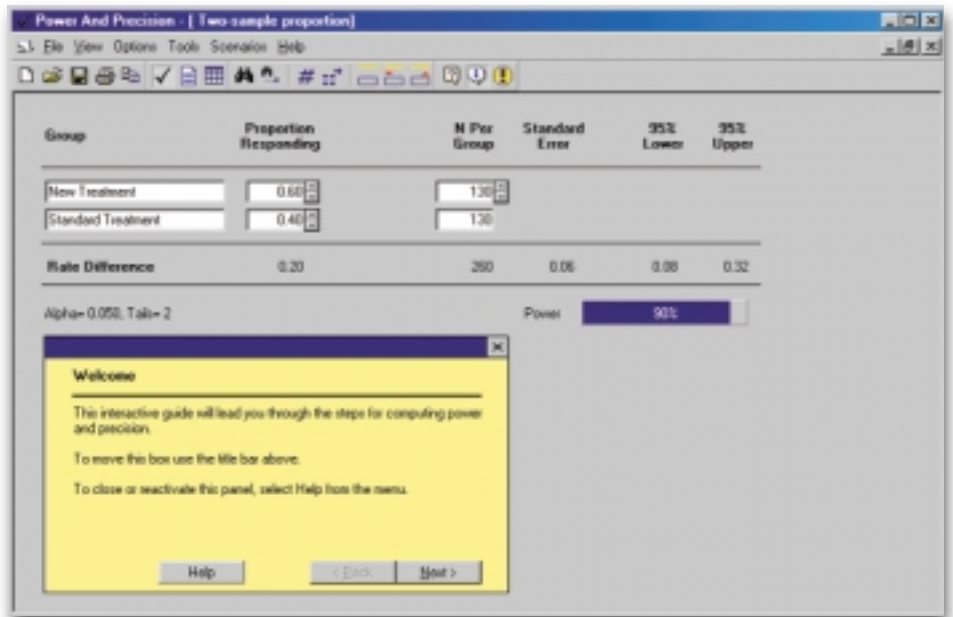 Power And Precision - [ Two-sample proportion]
File View Options Tools Scenarios Help
Group Proportion Responding N Per Group Standard Error 95% Lower 95% Upper
New Treatment 0.60 130
Standard Treatment 0.40 130
Rate Difference 0.20 260 0.06 0.08 0.32
Alpha= 0.050, Tails= 2 Power 90%
Welcome
This interactive guide will lead you through the steps for computing power
and precision.
To move this box use the title bar above.
To close or reactivate this panel, select Help from the menu.
Help < Back Next >